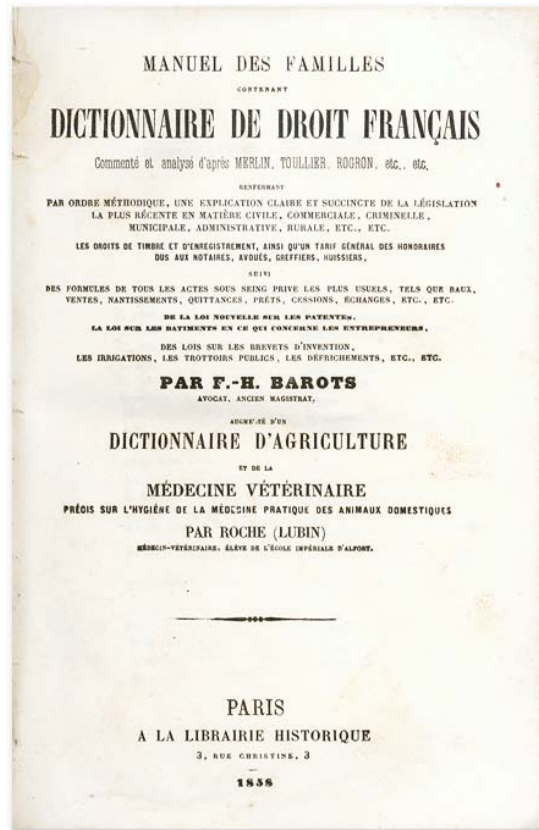 MANUEL DES FAMILLES
CONTENANT
DICTIONNAIRE DE DROIT FRANÇAIS
Commenté et analysé d'après MERLIN, TOULLIER, ROGRON, etc., etc,
RENFERMANT
PAR ORDRE MÉTHODIQUE, UNE EXPLICATION CLAIRE ET SUCCINCTE DE LA LÉGISLATION
LA PLUS RÉCENTE EN MATIÈRE CIVILE, COMMERCIALE, CRIMINELLE,
MUNICIPALE, ADMINISTRATIVE, RURALE, ETC., ETC.
LES DROITS DE TIMBRE ET D'ENREGISTREMENT, AINSI QU'UN TARIF GÉNÉRAL DES HONORAIRES
DUS AUX NOTAIRES, AVOUÉS, GREFFIERS, HUISSIERS,
SUIVI
DES FORMULES DE TOUS LES ACTES SOUS SEING PRIVE LES PLUS USUELS, TELS QUE BAUX,
VENTES, NANTISSEMENTS, QUITTANCES, PRÊTS, CESSIONS, ÉCHANGES, ETC., ETC.
DE LA LOI NOUVELLE SUR LES PATENTES.
LA LOI SUR LES BATIMENTS EN CE QUI CONCERNE LES ENTREPRENEURS,
DES LOIS SUR LES BREVETS D'INVENTION,
LES IRRIGATIONS, LES TROTTOIRS PUBLICS, LES DÉFRICHEMENTS, ETC., ETC.
PAR F.-H. BAROTS
AVOCAT, ANCIEN MAGISTRAT,
AUGMENTÉ D'UN
DICTIONNAIRE D'AGRICULTURE
ET DE LA
MÉDECINE VÉTÉRINAIRE
PRÉCIS SUR L'HYGIÈNE DE LA MÉDECINE PRATIQUE DES ANIMAUX DOMESTIQUES
PAR ROCHE (LUBIN)
MÉDECIN-VÉTÉRINAIRE, ÉLÈVE DE L'ÉCOLE IMPÉRIALE D'ALFORT.
PARIS
A LA LIBRAIRIE HISTORIQUE
3, RUE CHRISTINE, 3
1858